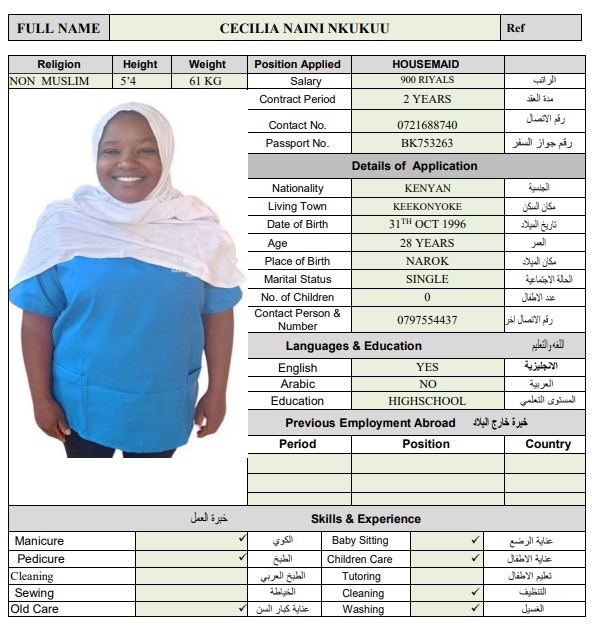 FULL NAME CECILIA NAINI NKUKUU Ref
Religion Height Weight Position Applied HOUSEMAID
NON MUSLIM 5’4 61 KG Salary 900 RIYALS الراتب
Contract Period 2 YEARS مدة العقد
Contact No. 0721688740 رقم الاتصال
Passport No. BK753263 رقم جواز السفر
Details of Application
Nationality KENYAN الجنسية
Living Town KEEKONYOKE مكان السكن
Date of Birth 31TH OCT 1996 تاريخ الميلاد
Age 28 YEARS العمر
Place of Birth NAROK مكان الميلاد
Marital Status SINGLE الحالة الاجتماعية
No. of Children 0 عدد الاطفال
Contact Person & Number 0797554437 رقم الاتصال اخر
Languages & Education اللغه والتعليم
English YES الانجليزية
Arabic NO العربية
Education HIGHSCHOOL المستوى التعلمي
Previous Employment Abroad خبرة خارج البلاد
Period Position Country
خبرة العمل Skills & Experience
Manicure ✓ الكوي Baby Sitting ✓ عناية الرضع
Pedicure ✓ الطبخ Children Care ✓ عناية الاطفال
Cleaning الطبخ العربي Tutoring تعليم الاطفال
Sewing الخياطة Cleaning ✓ التنظيف
Old Care ✓ عناية كبار السن Washing ✓ الغسيل